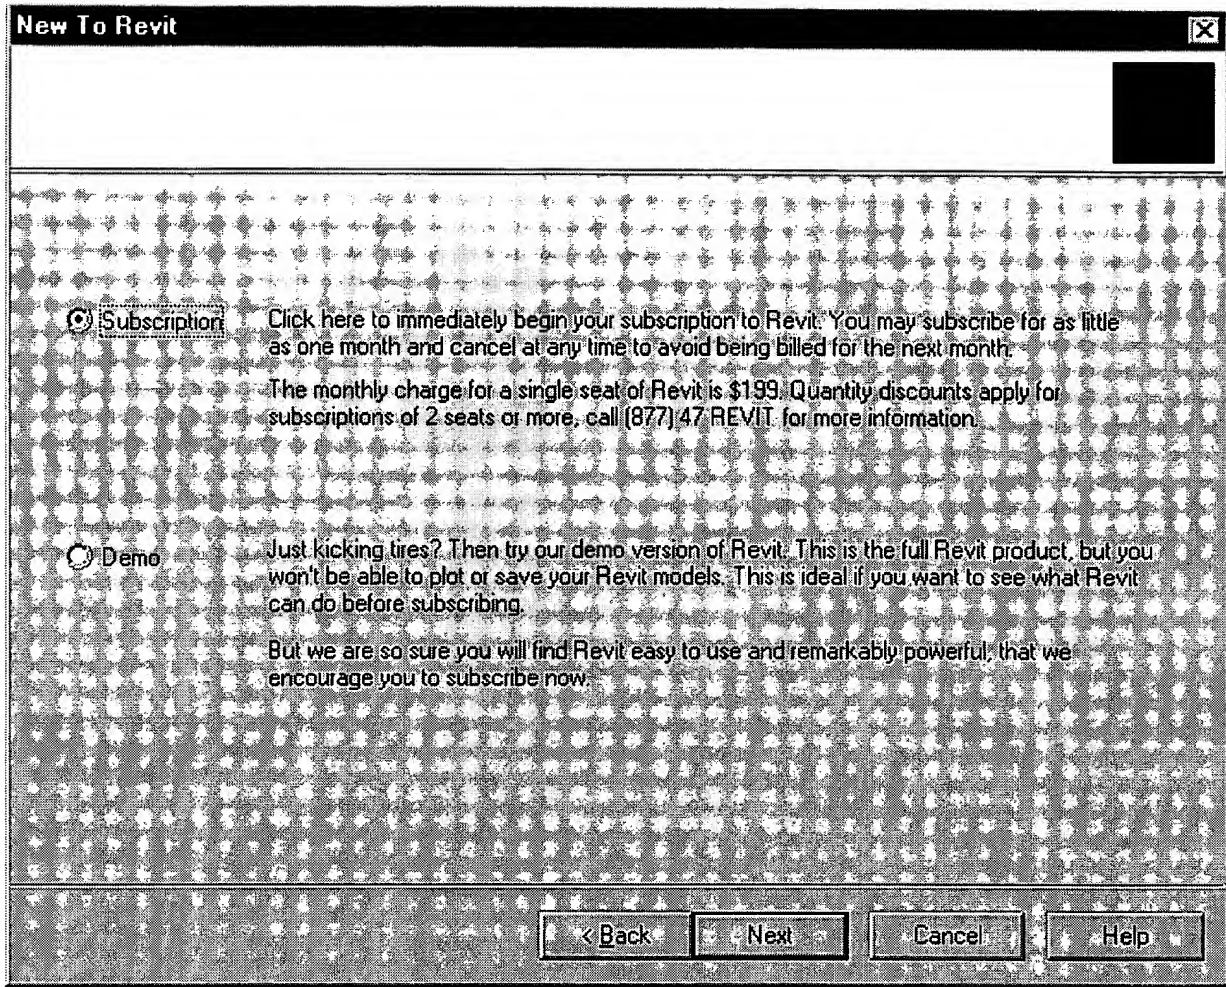 New To Revit
Subscription
Click here to immediately begin your subscription to Revit. You may subscribe for as little
as one month and cancel at any time to avoid being billed for the next month.
The monthly charge for a single seat of Revit is $199. Quantity discounts apply for
subscriptions of 2 seats or more, call (877) 47 REVIT for more information.
Demo
Just kicking tires? Then try our demo version of Revit. This is the full Revit product, but you
won't be able to plot or save your Revit models. This is ideal if you want to see what Revit
can do before subscribing.
But we are so sure you will find Revit easy to use and remarkably powerful, that we
encourage you to subscribe now.
< Back Next Cancel Help